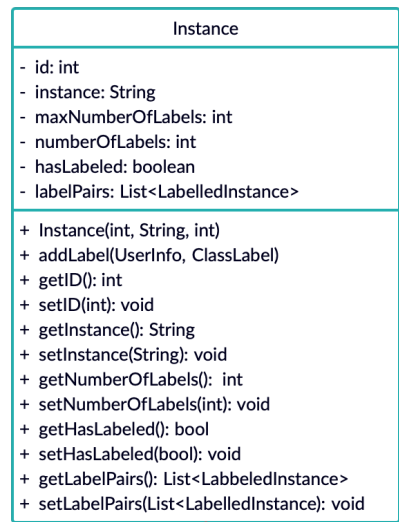 Instance
- id: int
- instance: String
- maxNumberOfLabels: int
- numberOfLabels: int
- hasLabeled: boolean
- labelPairs: List<LabelledInstance>
+ Instance(int, String, int)
+ addLabel(UserInfo, ClassLabel)
+ getID(): int
+ setID(int): void
+ getInstance(): String
+ setInstance(String): void
+ getNumberOfLabels(): int
+ setNumberOfLabels(int): void
+ getHasLabeled(): bool
+ setHasLabeled(bool): void
+ getLabelPairs(): List<LabbeledInstance>
+ setLabelPairs(List<LabelledInstance): void